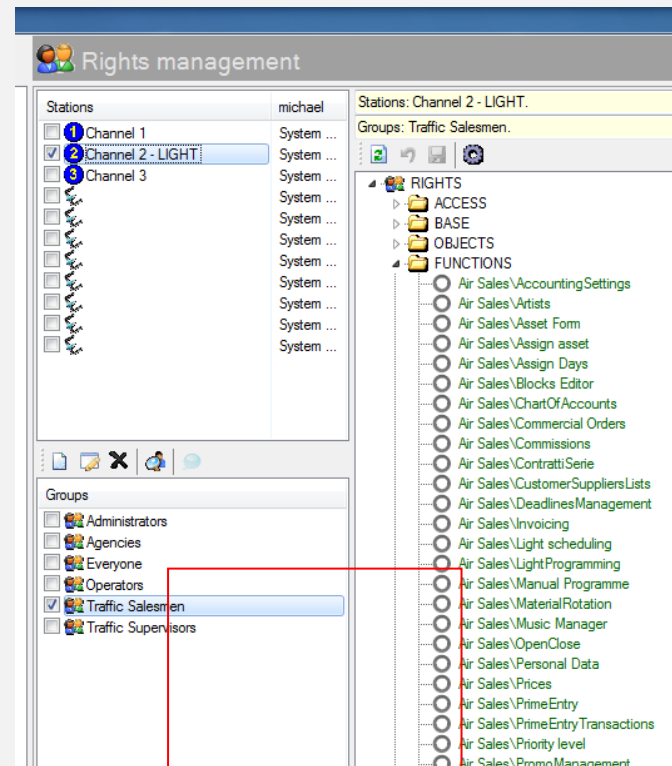 Rights management
Stations michael
1 Channel 1 System ...
2 Channel 2 - LIGHT System ...
3 Channel 3 System ...
System ...
System ...
System ...
System ...
System ...
System ...
System ...
System ...
Groups
Administrators
Agencies
Everyone
Operators
Traffic Salesmen
Traffic Supervisors
Stations: Channel 2 - LIGHT.
Groups: Traffic Salesmen.
RIGHTS
ACCESS
BASE
OBJECTS
FUNCTIONS
Air Sales\AccountingSettings
Air Sales\Artists
Air Sales\Asset Form
Air Sales\Assign asset
Air Sales\Assign Days
Air Sales\Blocks Editor
Air Sales\ChartOfAccounts
Air Sales\Commercial Orders
Air Sales\Commissions
Air Sales\ContrattiSerie
Air Sales\CustomerSuppliersLists
Air Sales\DeadlinesManagement
Air Sales\Invoicing
Air Sales\Light scheduling
Air Sales\LightProgramming
Air Sales\Manual Programme
Air Sales\MaterialRotation
Air Sales\Music Manager
Air Sales\OpenClose
Air Sales\Personal Data
Air Sales\Prices
Air Sales\PrimeEntry
Air Sales\PrimeEntryTransactions
Air Sales\Priority level
Air Sales\PromoManagement